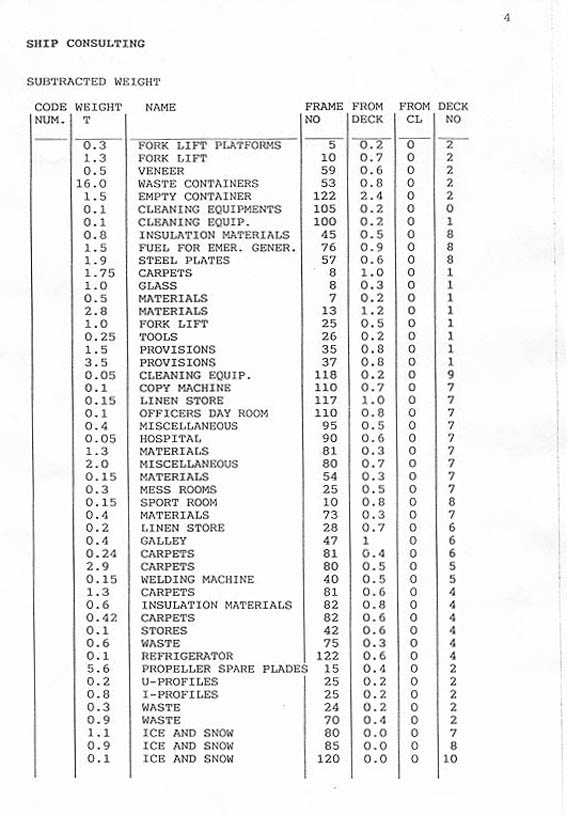 4
SHIP CONSULTING
SUBTRACTED WEIGHT
CODE WEIGHT NAME FRAME FROM FROM DECK
NUM. T NO DECK CL NO
0.3 FORK LIFT PLATFORMS 5 0.2 0 2
1.3 FORK LIFT 10 0.7 0 2
0.5 VENEER 59 0.6 0 2
16.0 WASTE CONTAINERS 53 0.8 0 2
1.5 EMPTY CONTAINER 122 2.4 0 2
0.1 CLEANING EQUIPMENTS 105 0.2 0 0
0.1 CLEANING EQUIP. 100 0.2 0 1
0.8 INSULATION MATERIALS 45 0.5 0 8
1.5 FUEL FOR EMER. GENER. 76 0.9 0 8
1.9 STEEL PLATES 57 0.6 0 8
1.75 CARPETS 8 1.0 0 1
1.0 GLASS 8 0.3 0 1
0.5 MATERIALS 7 0.2 0 1
2.8 MATERIALS 13 1.2 0 1
1.0 FORK LIFT 25 0.5 0 1
0.25 TOOLS 26 0.2 0 1
1.5 PROVISIONS 35 0.8 0 1
3.5 PROVISIONS 37 0.8 0 1
0.05 CLEANING EQUIP. 118 0.2 0 9
0.1 COPY MACHINE 110 0.7 0 7
0.15 LINEN STORE 117 1.0 0 7
0.1 OFFICERS DAY ROOM 110 0.8 0 7
0.4 MISCELLANEOUS 95 0.5 0 7
0.05 HOSPITAL 90 0.6 0 7
1.3 MATERIALS 81 0.3 0 7
2.0 MISCELLANEOUS 80 0.7 0 7
0.15 MATERIALS 54 0.3 0 7
0.3 MESS ROOMS 25 0.5 0 7
0.15 SPORT ROOM 10 0.8 0 8
0.4 MATERIALS 73 0.3 0 7
0.2 LINEN STORE 28 0.7 0 6
0.4 GALLEY 47 1 0 6
0.24 CARPETS 81 0.4 0 6
2.9 CARPETS 80 0.5 0 5
0.15 WELDING MACHINE 40 0.5 0 5
1.3 CARPETS 81 0.6 0 4
0.6 INSULATION MATERIALS 82 0.8 0 4
0.42 CARPETS 82 0.6 0 4
0.1 STORES 42 0.6 0 4
0.6 WASTE 75 0.3 0 4
0.1 REFRIGERATOR 122 0.6 0 4
5.6 PROPELLER SPARE PLADES 15 0.4 0 2
0.2 U-PROFILES 25 0.2 0 2
0.8 I-PROFILES 25 0.2 0 2
0.3 WASTE 24 0.2 0 2
0.9 WASTE 70 0.4 0 2
1.1 ICE AND SNOW 80 0.0 0 7
0.9 ICE AND SNOW 85 0.0 0 8
0.1 ICE AND SNOW 120 0.0 0 10